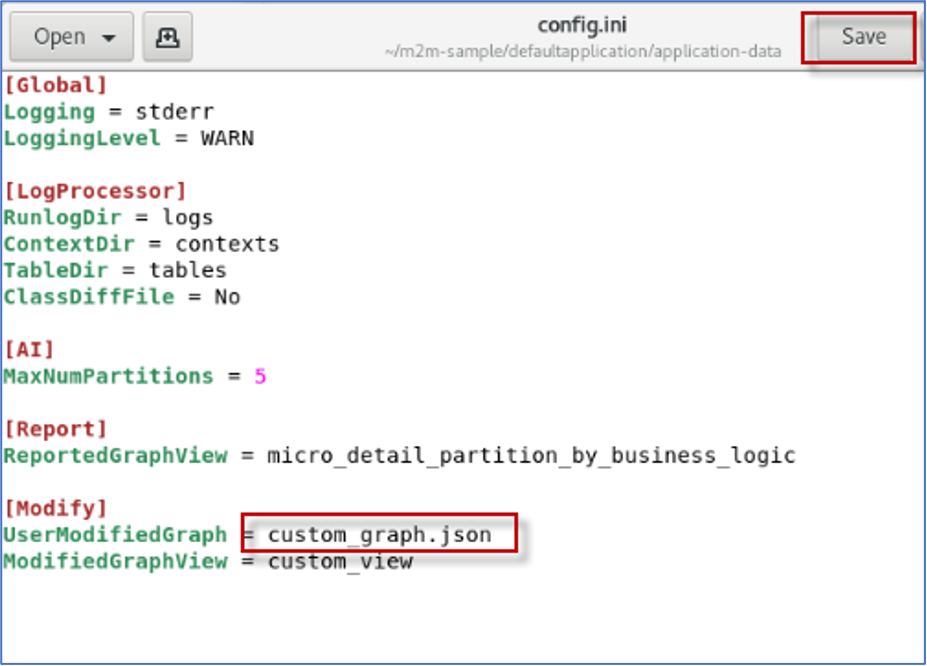 Open
config.ini
~/m2m-sample/defaultapplication/application-data
Save
[Global]
Logging = stderr
LoggingLevel = WARN
[LogProcessor]
RunlogDir = logs
ContextDir = contexts
TableDir = tables
ClassDiffFile = No
[AI]
MaxNumPartitions = 5
[Report]
ReportedGraphView = micro_detail_partition_by_business_logic
[Modify]
UserModifiedGraph = custom_graph.json
ModifiedGraphView = custom_view